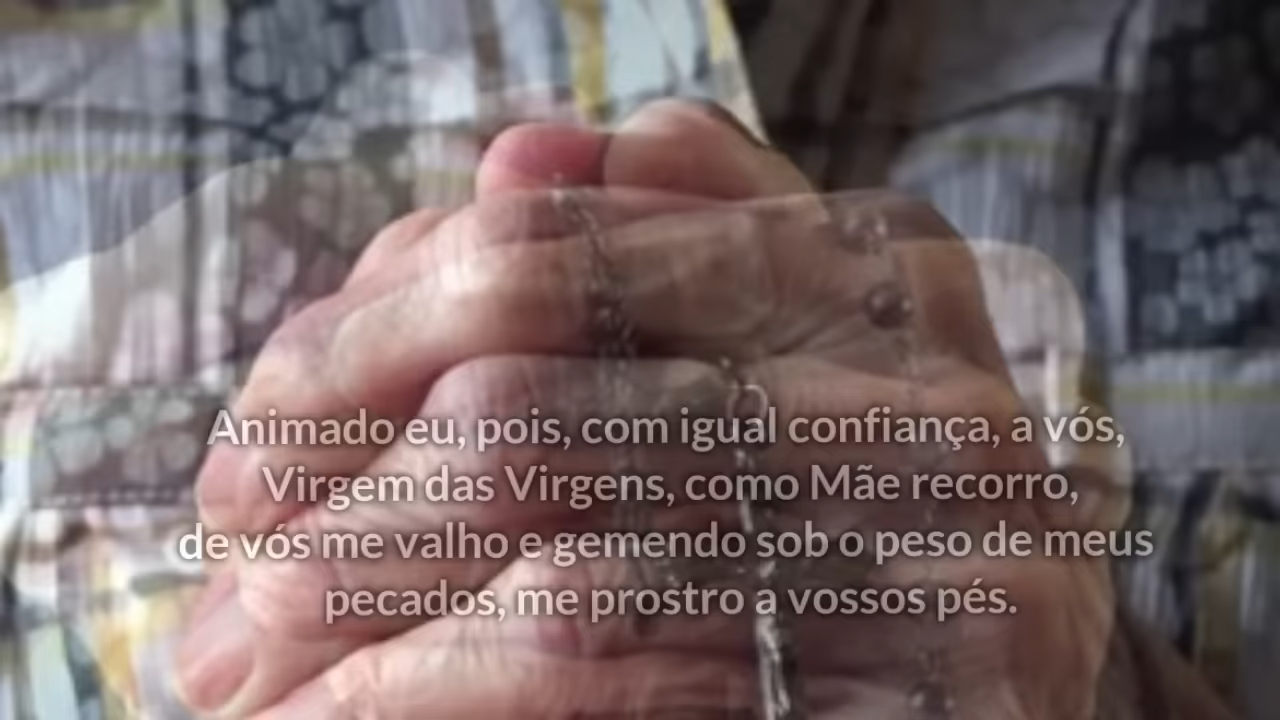 Animado eu, pois, com igual confiança, a vós,
Virgem das Virgens, como Mãe recorro,
de vós me valho e gemendo sob o peso de meus
pecados, me prostro a vossos pés.